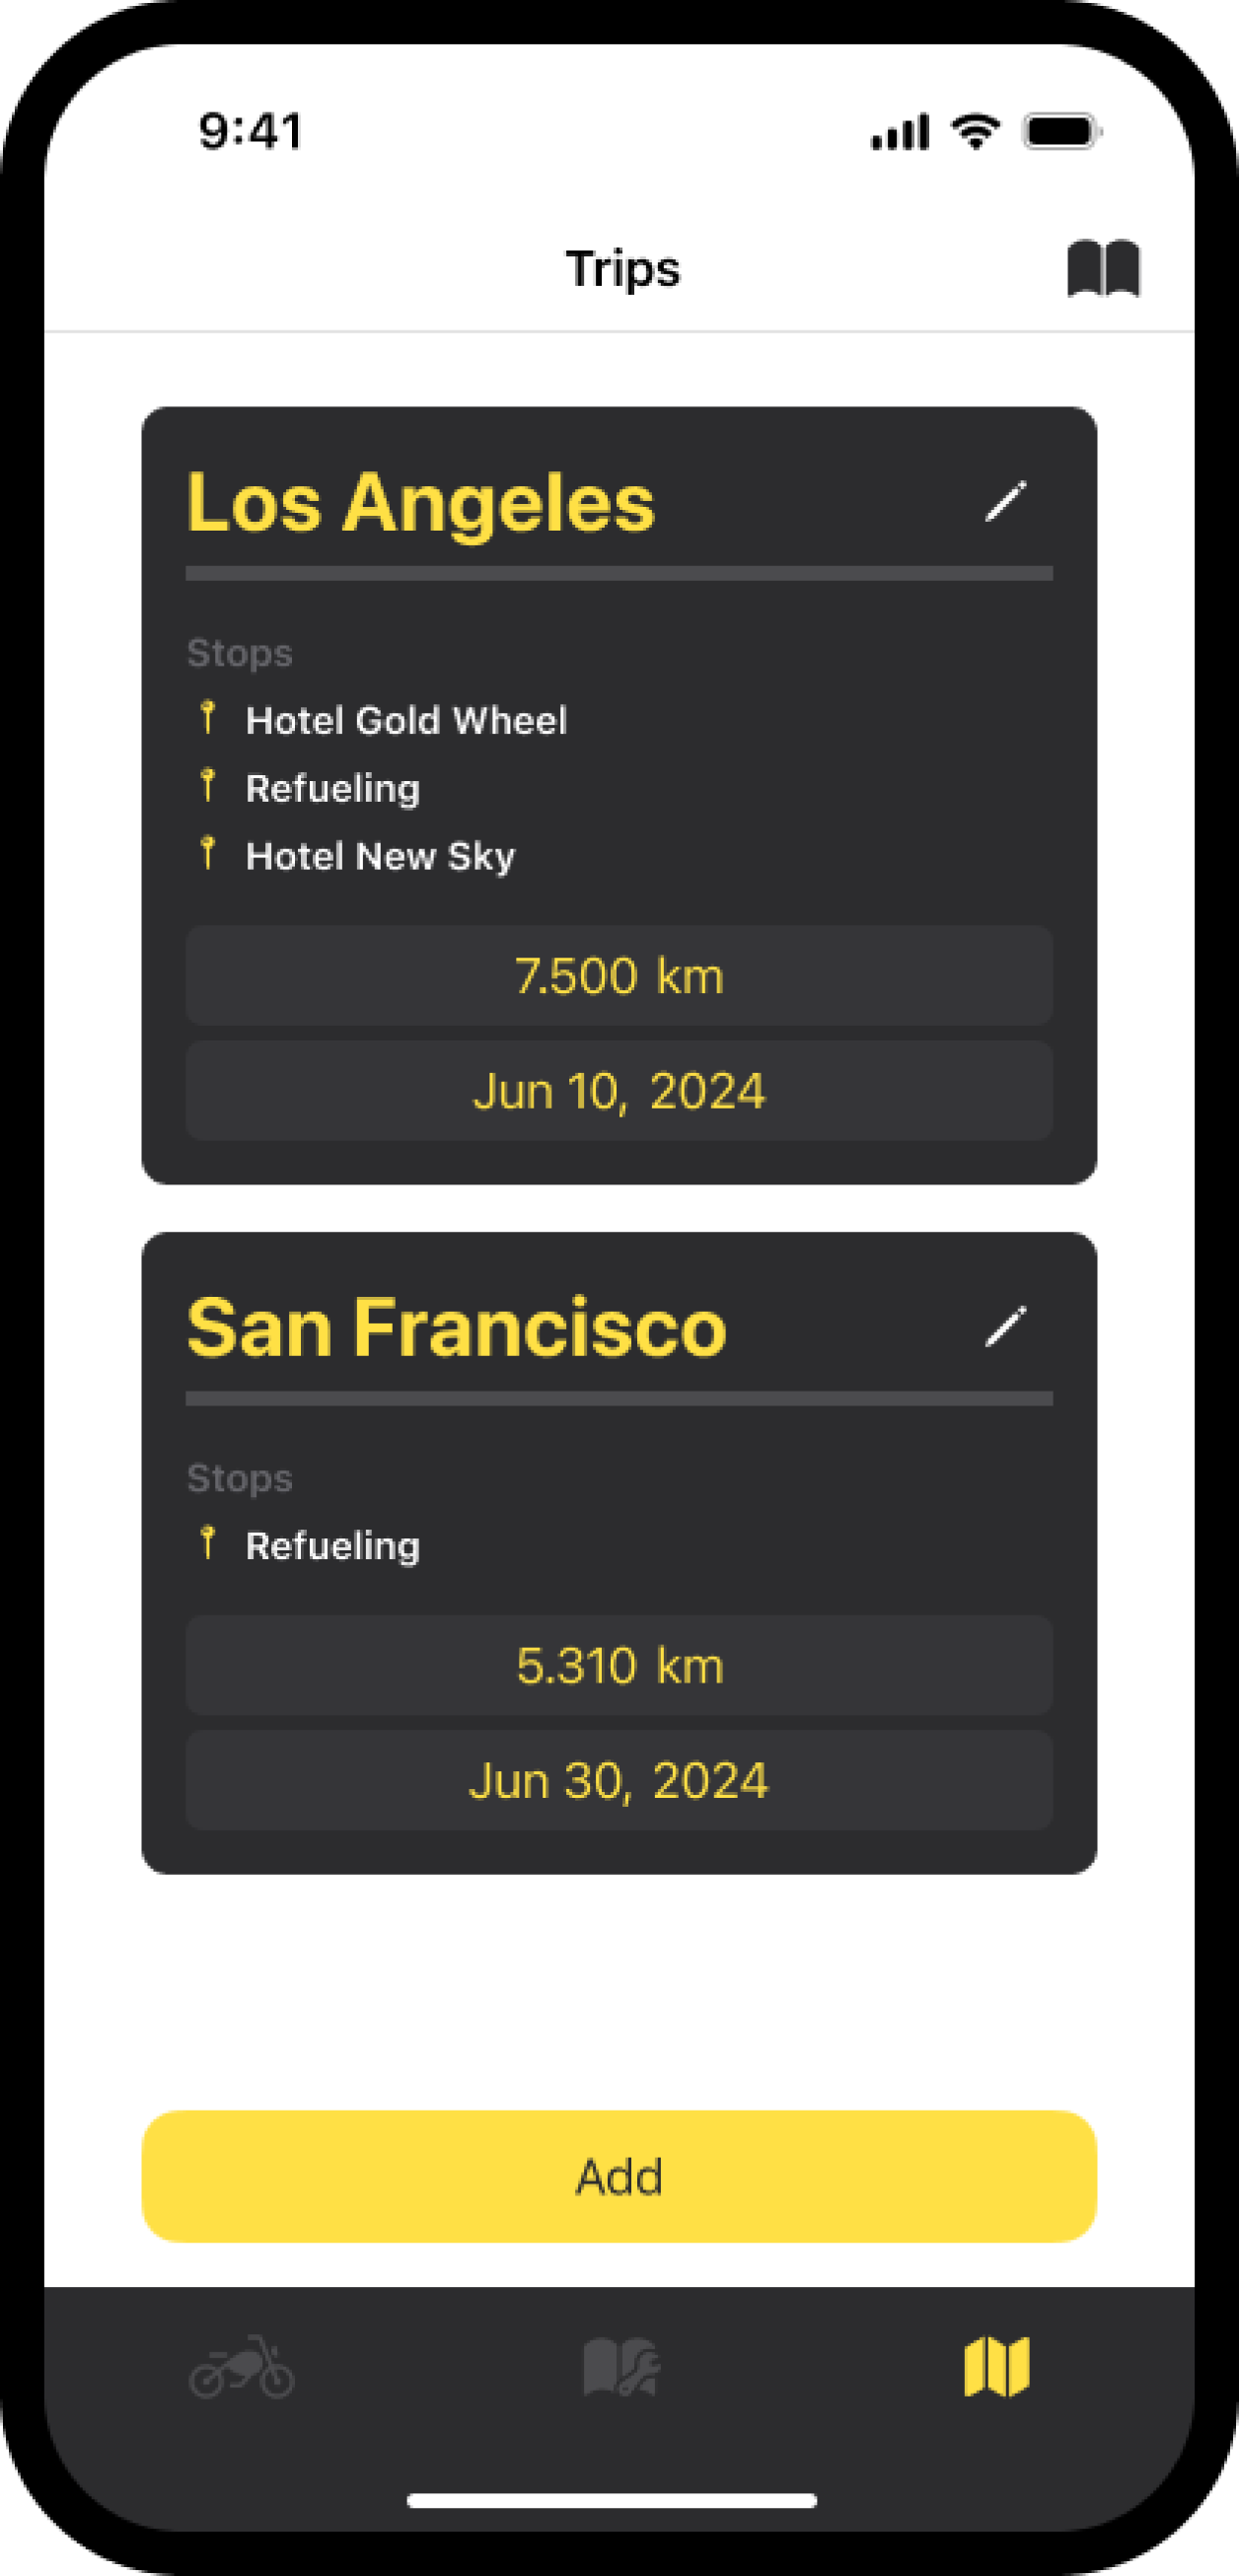 9:41
Trips
Los Angeles
Stops
Hotel Gold Wheel
Refueling
Hotel New Sky
7.500 km
Jun 10, 2024
San Francisco
Stops
Refueling
5.310 km
Jun 30, 2024
Add